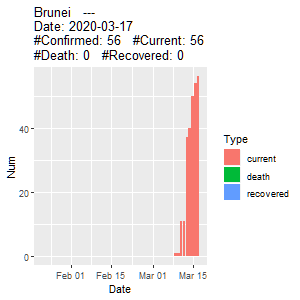 Brunei   ---
Date: 2020-03-17
#Confirmed: 56   #Current: 56
#Death: 0   #Recovered: 0
Num
40
20
0
Feb 01   Feb 15   Mar 01   Mar 15
Date
Type
current
death
recovered